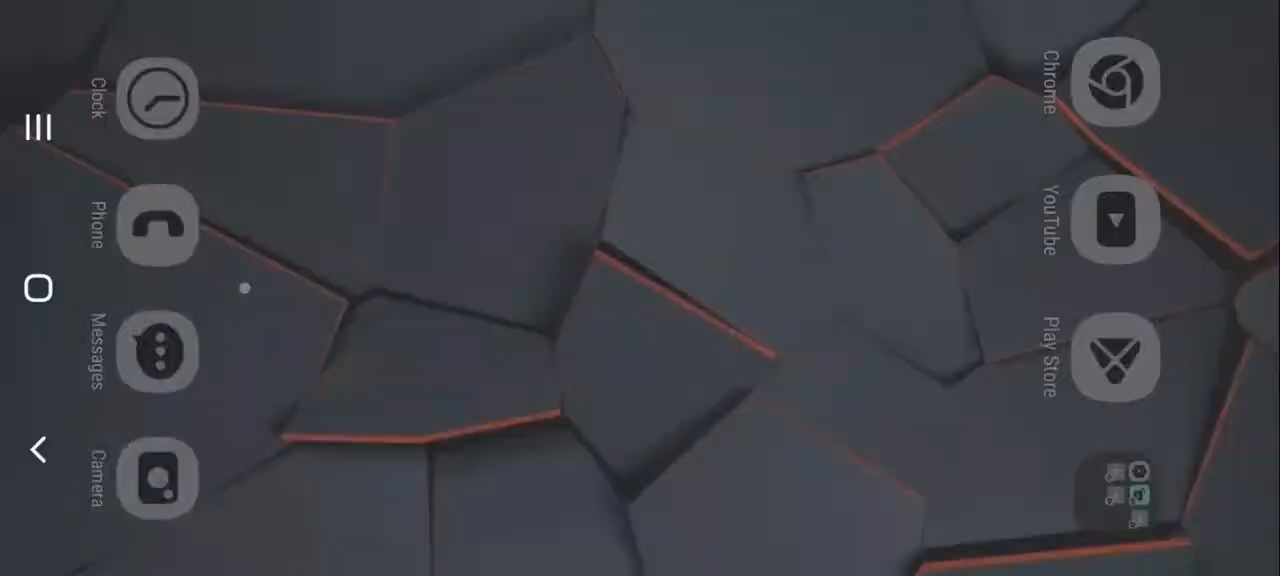 Chrome
YouTube
Play Store
Clock
Phone
Messages
Camera